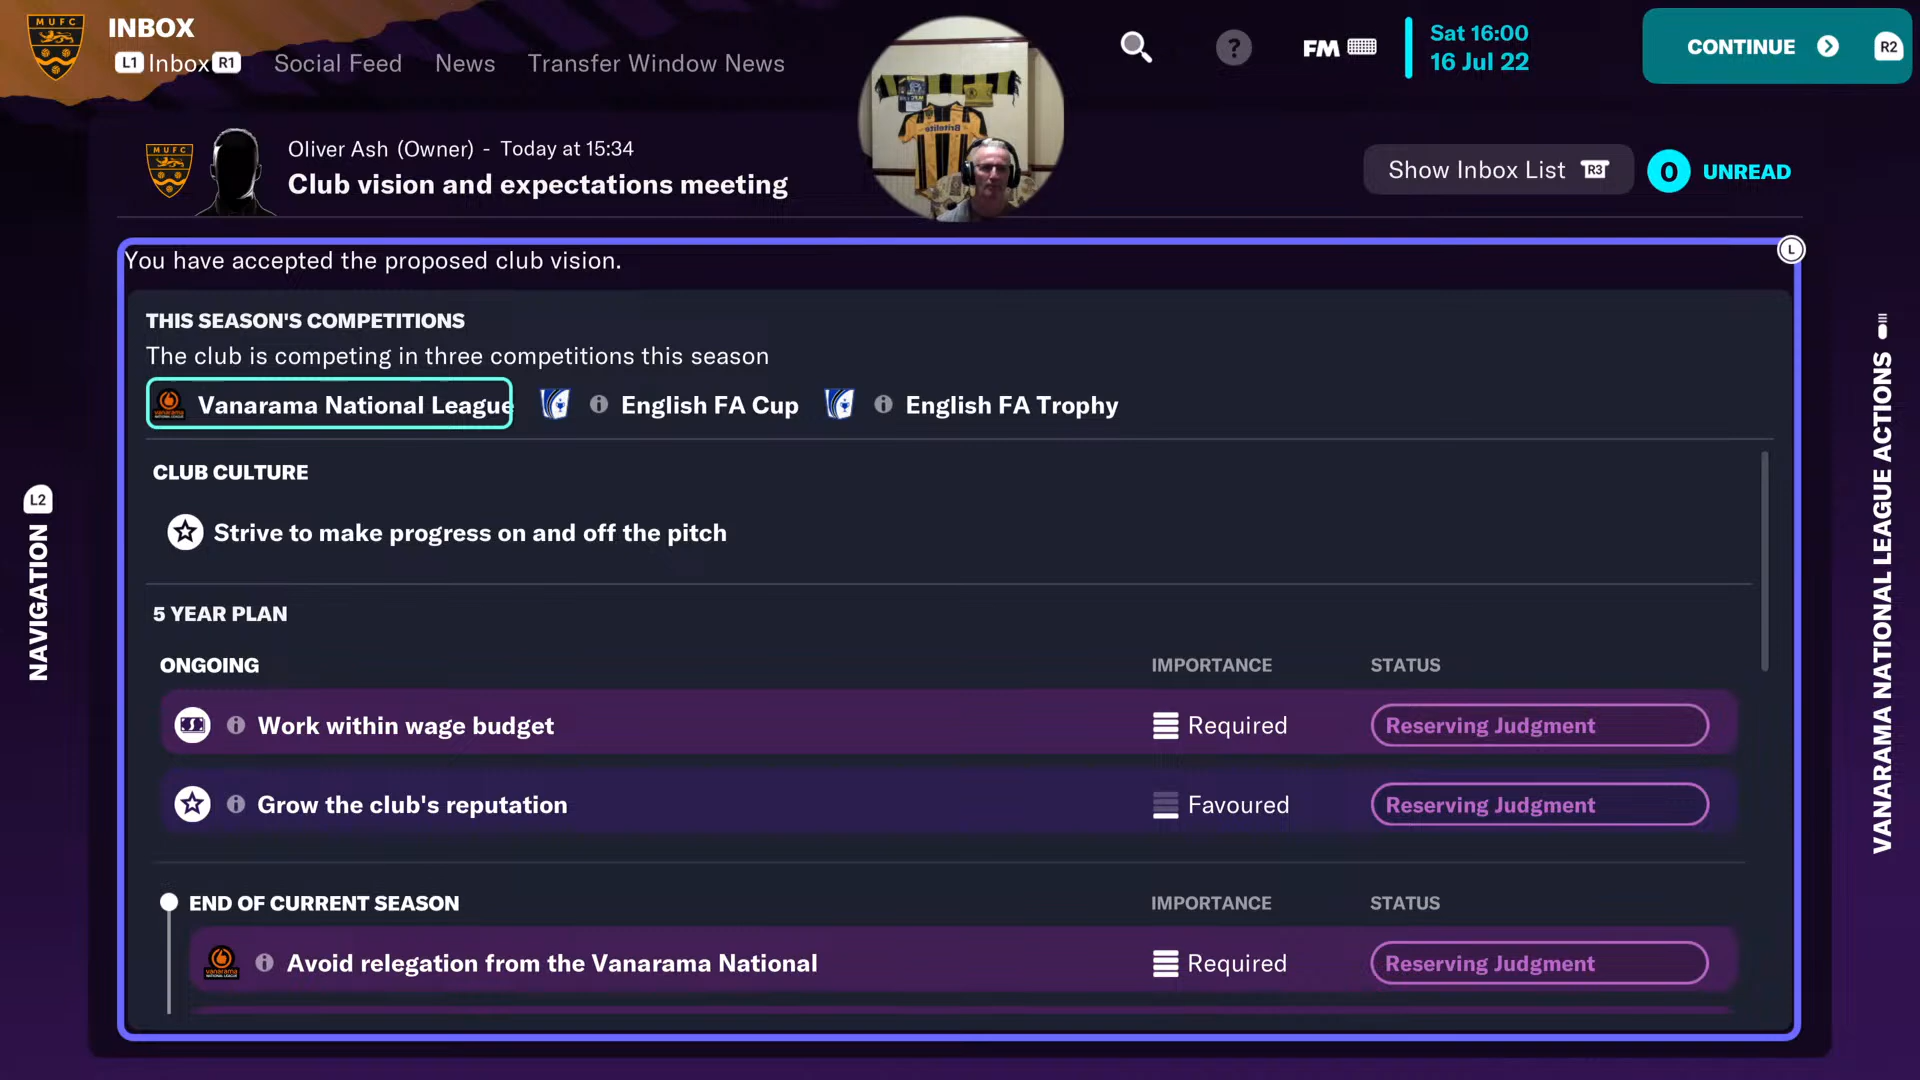 MUFC
INBOX
L1 Inbox R1 Social Feed News Transfer Window News
?
FM
Sat 16:00
16 Jul 22
CONTINUE R2
MUFC
Oliver Ash (Owner) - Today at 15:34
Club vision and expectations meeting
Show Inbox List R3
0 UNREAD
L
You have accepted the proposed club vision.
THIS SEASON'S COMPETITIONS
The club is competing in three competitions this season
Vanarama National League English FA Cup English FA Trophy
CLUB CULTURE
Strive to make progress on and off the pitch
5 YEAR PLAN
ONGOING IMPORTANCE STATUS
Work within wage budget Required Reserving Judgment
Grow the club's reputation Favoured Reserving Judgment
END OF CURRENT SEASON IMPORTANCE STATUS
Avoid relegation from the Vanarama National Required Reserving Judgment
NAVIGATION L2
VANARAMA NATIONAL LEAGUE ACTIONS